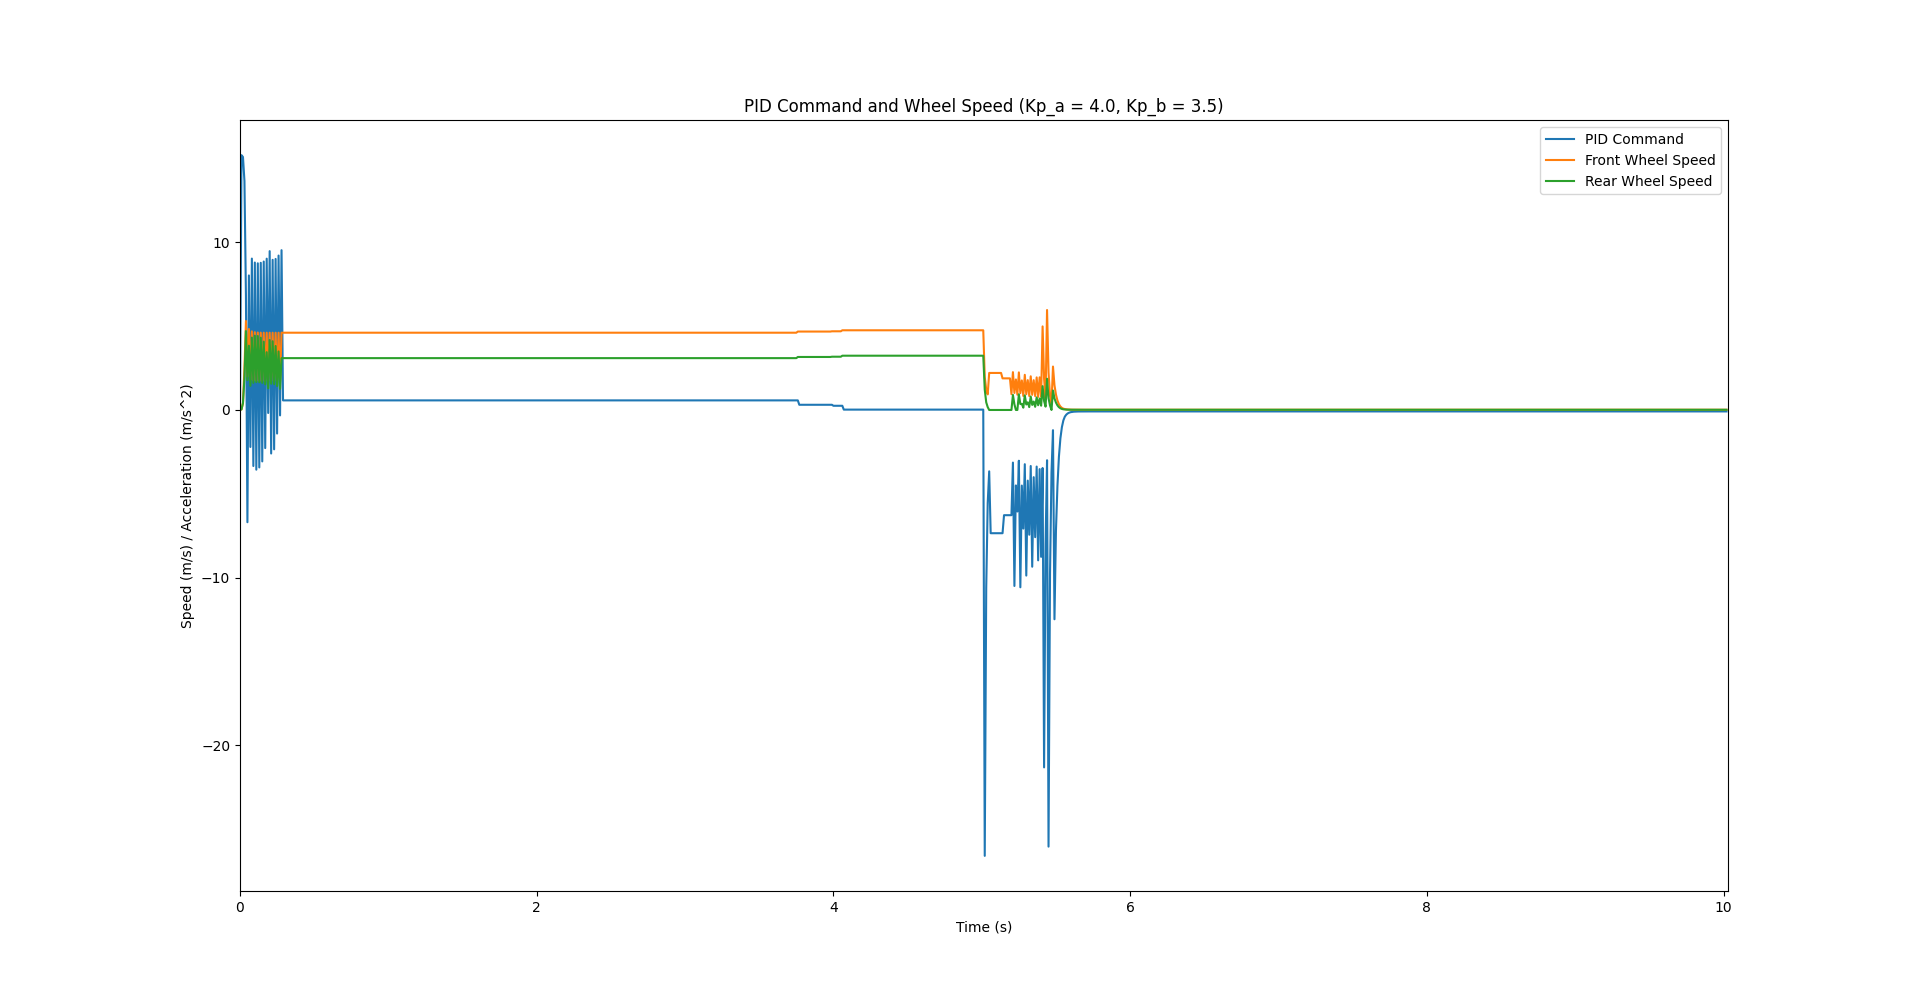 PID Command and Wheel Speed (Kp_a = 4.0, Kp_b = 3.5)
PID Command
Front Wheel Speed
Rear Wheel Speed
Speed (m/s) / Acceleration (m/s^2)
10
0
−10
−20
0 2 4 6 8 10
Time (s)